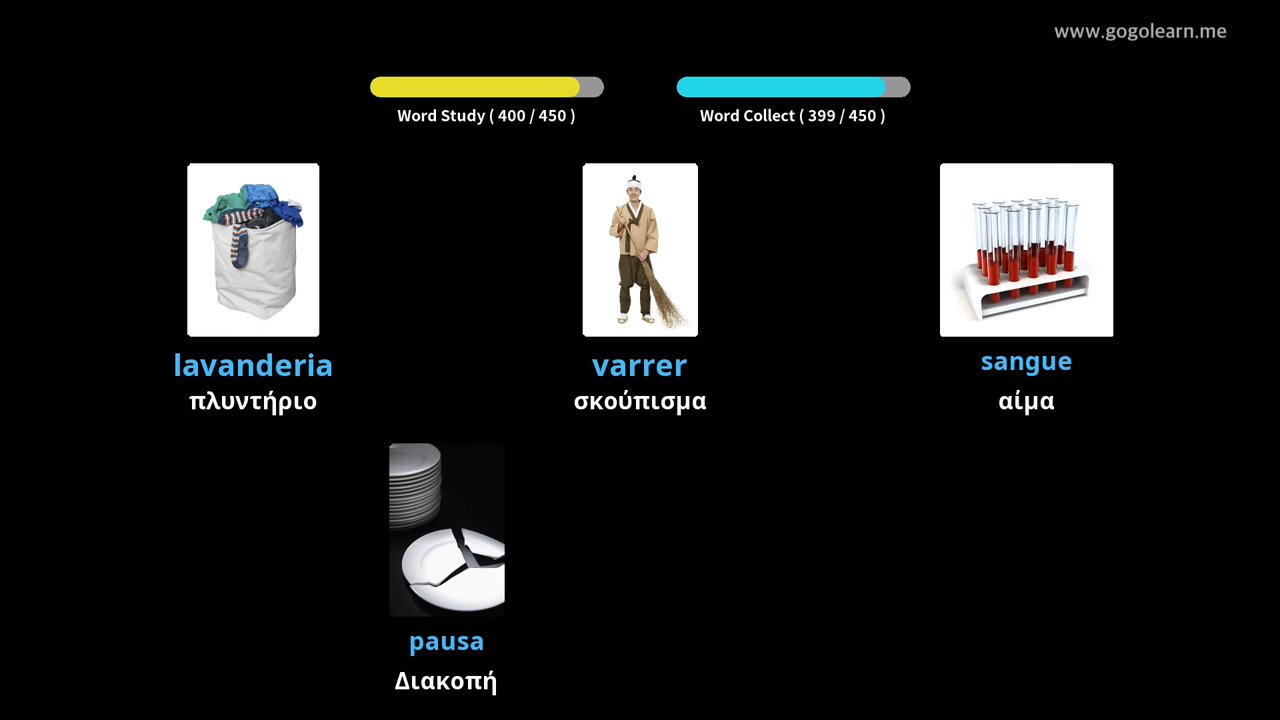 www.gogolearn.me
Word Study ( 400 / 450 )
Word Collect ( 399 / 450 )
lavanderia
πλυντήριο
varrer
σκούπισμα
sangue
αίμα
pausa
Διακοπή